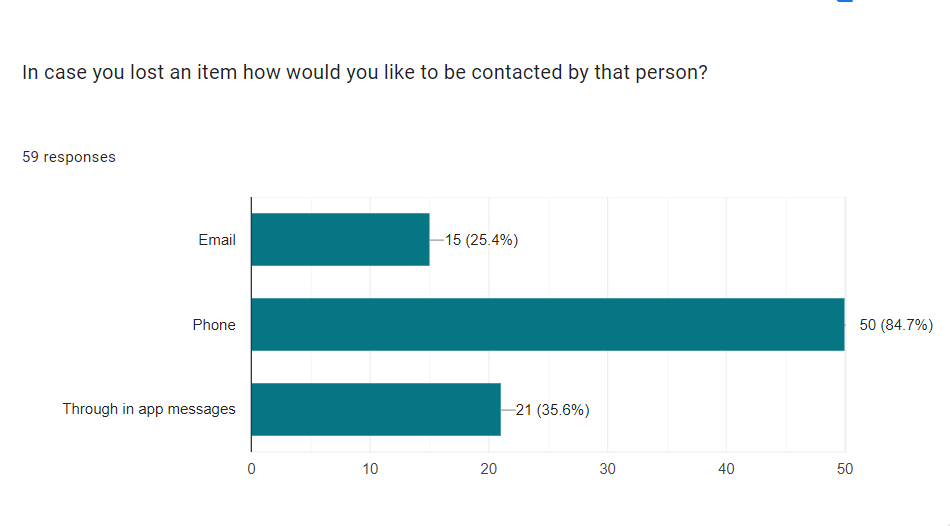 In case you lost an item how would you like to be contacted by that person?
59 responses
Email
15 (25.4%)
Phone
50 (84.7%)
Through in app messages
21 (35.6%)
0 10 20 30 40 50